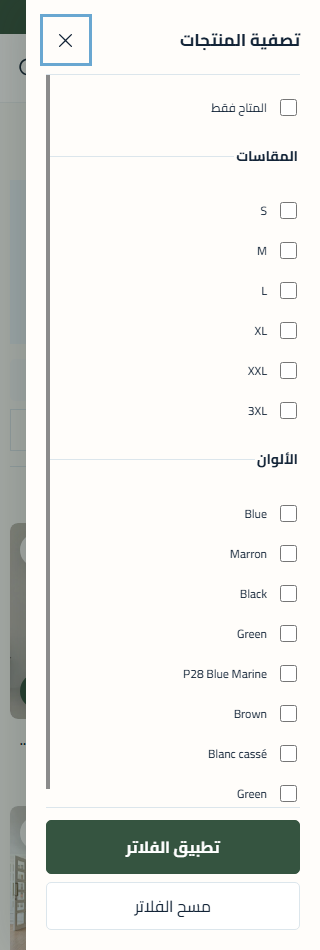 تصفية المنتجات
المتاح فقط
المقاسات
S
M
L
XL
XXL
3XL
الألوان
Blue
Marron
Black
Green
P28 Blue Marine
Brown
Blanc cassé
Green
تطبيق الفلاتر
مسح الفلاتر